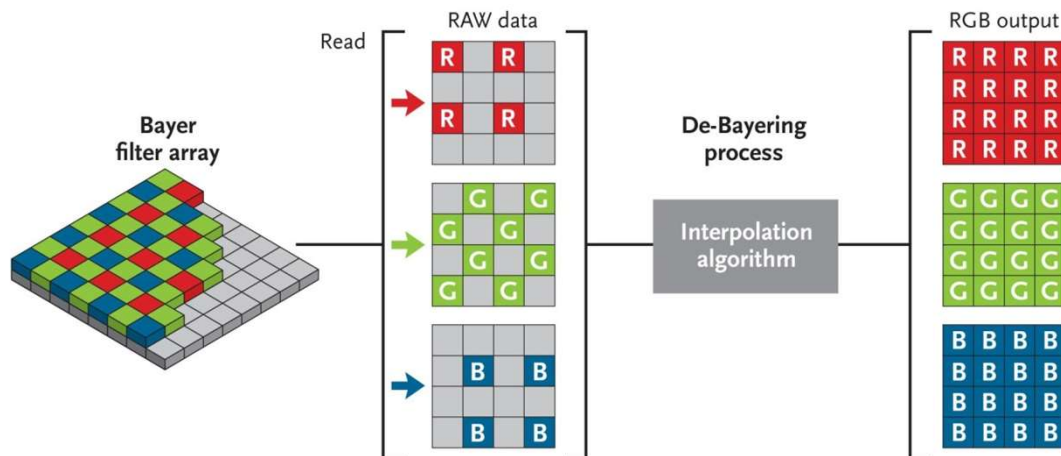 Read
RAW data
RGB output
Bayer
filter array
De-Bayering
process
Interpolation
algorithm
R R
R R
G G
G G
G G
G G
B B
B B
R R R R
R R R R
R R R R
R R R R
G G G G
G G G G
G G G G
G G G G
B B B B
B B B B
B B B B
B B B B